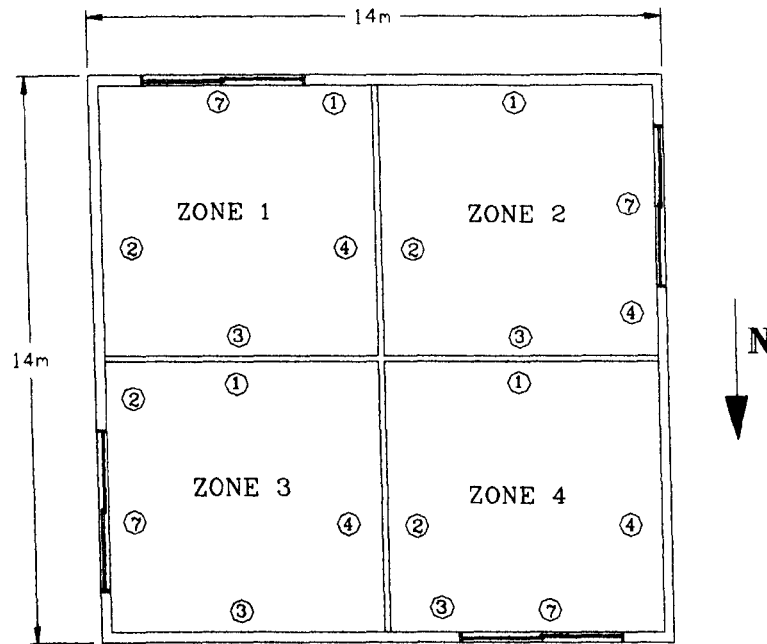 14m
⑦ ① ①
ZONE 1 ZONE 2 ⑦
② ④ ② ④
③ ③
14m
N
① ①
②
ZONE 3 ZONE 4
⑦ ④ ② ④
③ ③ ⑦